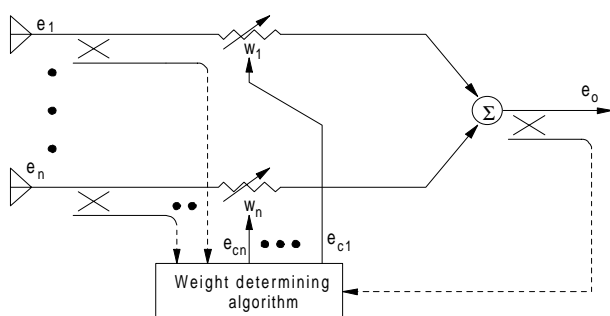 e1
w1
Σ
eo
en
wn
ecn
ec1
Weight determining
algorithm